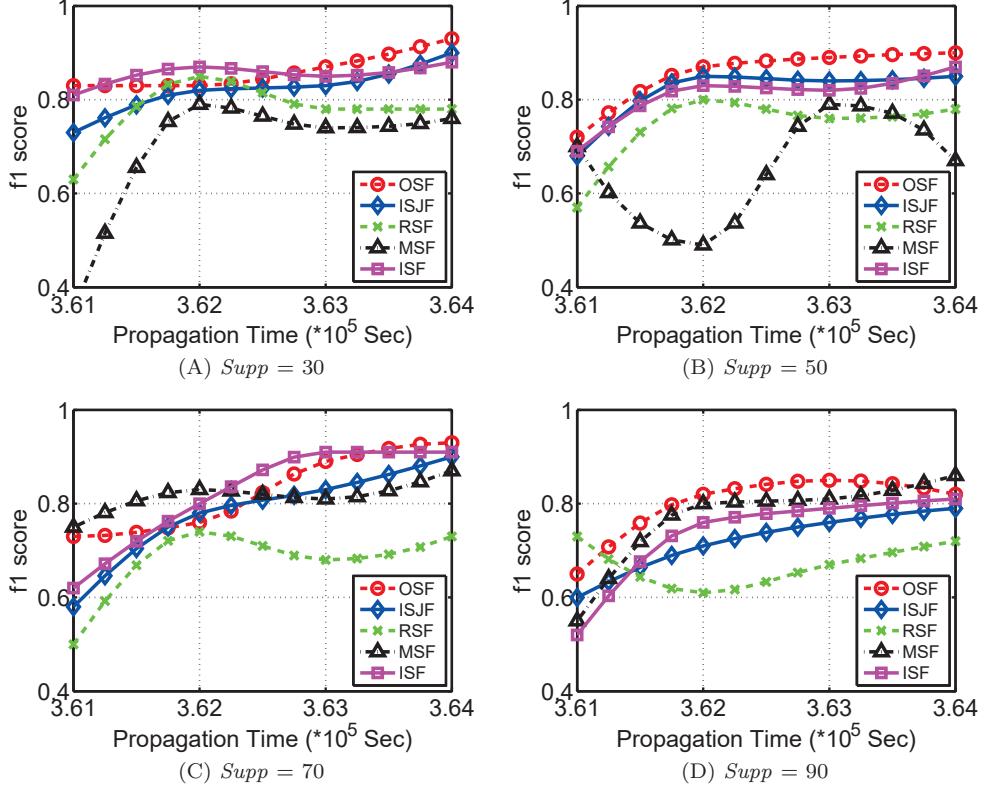 1
0.8
0.6
0.4
f1 score
3.61 3.62 3.63 3.64
Propagation Time (*10^5 Sec)
OSF
ISJF
RSF
MSF
ISF
(A) Supp = 30
1
0.8
0.6
0.4
f1 score
3.61 3.62 3.63 3.64
Propagation Time (*10^5 Sec)
OSF
ISJF
RSF
MSF
ISF
(B) Supp = 50
1
0.8
0.6
0.4
f1 score
3.61 3.62 3.63 3.64
Propagation Time (*10^5 Sec)
OSF
ISJF
RSF
MSF
ISF
(C) Supp = 70
1
0.8
0.6
0.4
f1 score
3.61 3.62 3.63 3.64
Propagation Time (*10^5 Sec)
OSF
ISJF
RSF
MSF
ISF
(D) Supp = 90